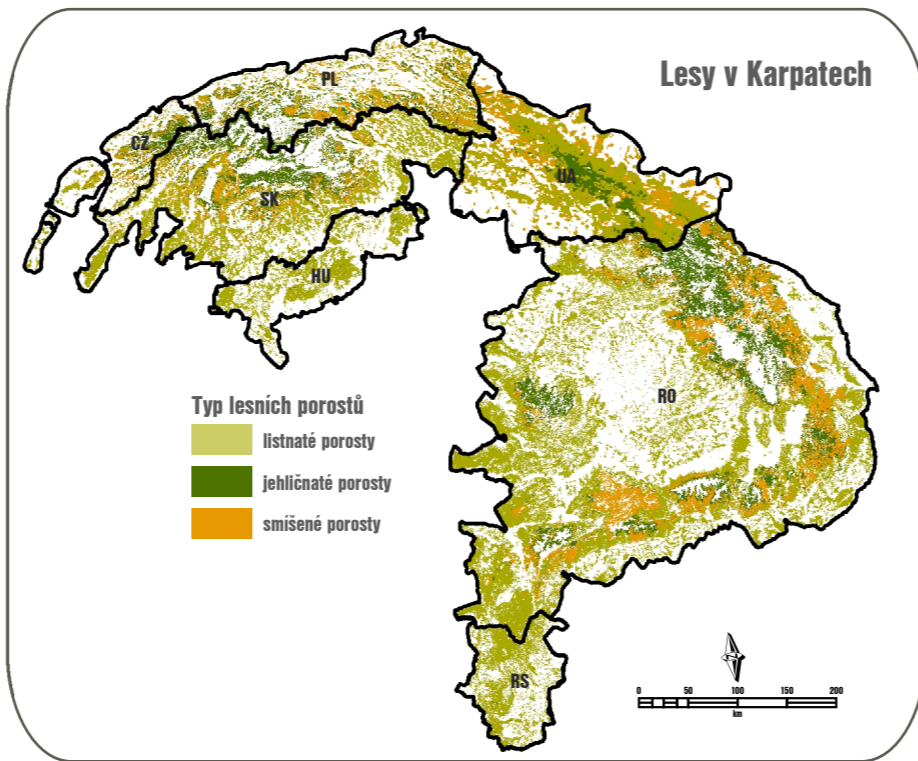 Lesy v Karpatech
PL
CZ
SK
UA
HU
RO
RS
Typ lesních porostů
listnaté porosty
jehličnaté porosty
smíšené porosty
0 50 100 150 200
km